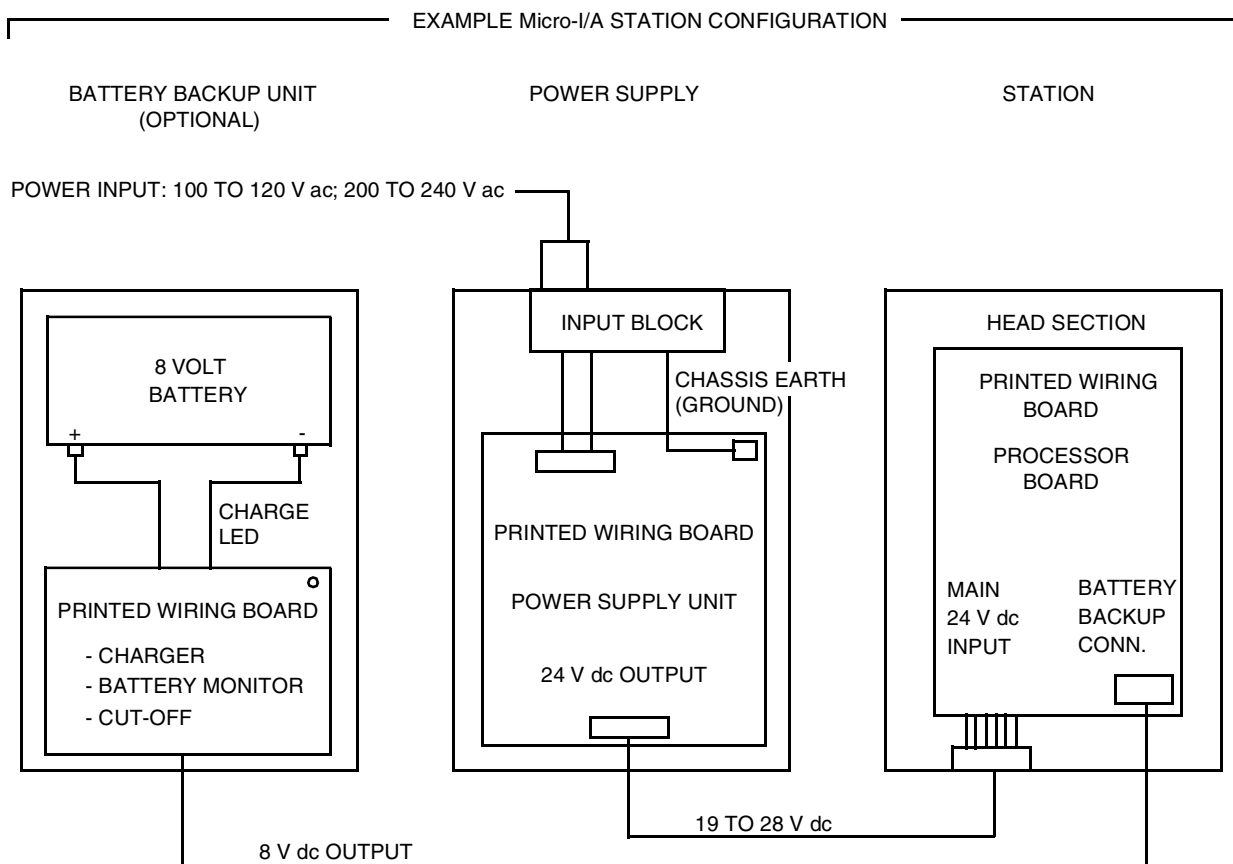 EXAMPLE Micro-I/A STATION CONFIGURATION
BATTERY BACKUP UNIT
(OPTIONAL)
POWER SUPPLY
STATION
POWER INPUT: 100 TO 120 V ac; 200 TO 240 V ac
8 VOLT
BATTERY
+
-
CHARGE
LED
PRINTED WIRING BOARD
- CHARGER
- BATTERY MONITOR
- CUT-OFF
8 V dc OUTPUT
INPUT BLOCK
CHASSIS EARTH
(GROUND)
PRINTED WIRING BOARD
POWER SUPPLY UNIT
24 V dc OUTPUT
19 TO 28 V dc
HEAD SECTION
PRINTED WIRING
BOARD
PROCESSOR
BOARD
MAIN
24 V dc
INPUT
BATTERY
BACKUP
CONN.